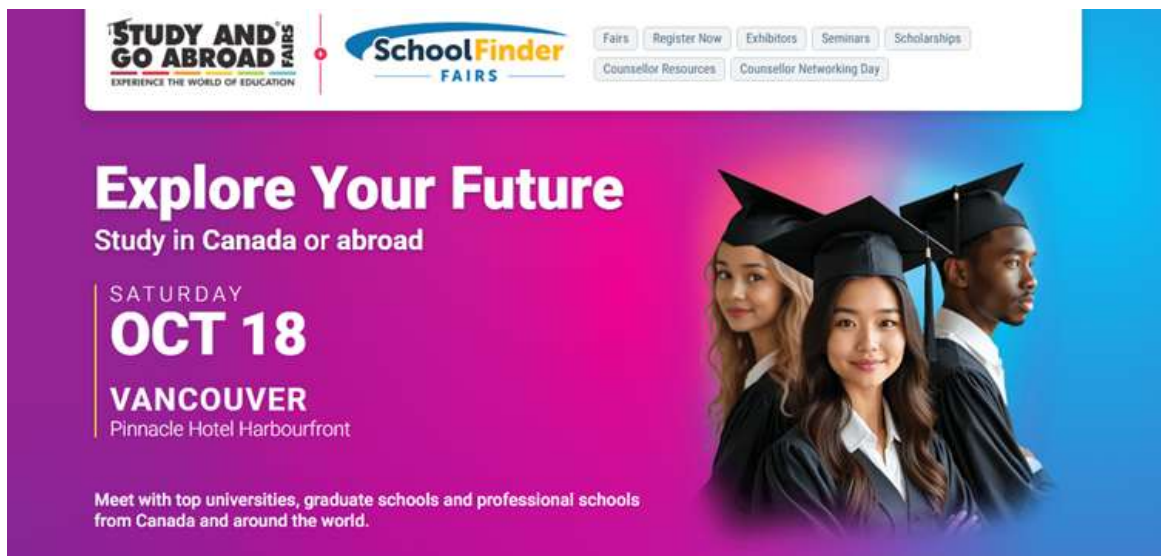 STUDY AND
GO ABROAD
FAIRS
EXPERIENCE THE WORLD OF EDUCATION
SchoolFinder
FAIRS
Fairs Register Now Exhibitors Seminars Scholarships
Counsellor Resources Counsellor Networking Day
Explore Your Future
Study in Canada or abroad
SATURDAY
OCT 18
VANCOUVER
Pinnacle Hotel Harbourfront
Meet with top universities, graduate schools and professional schools
from Canada and around the world.